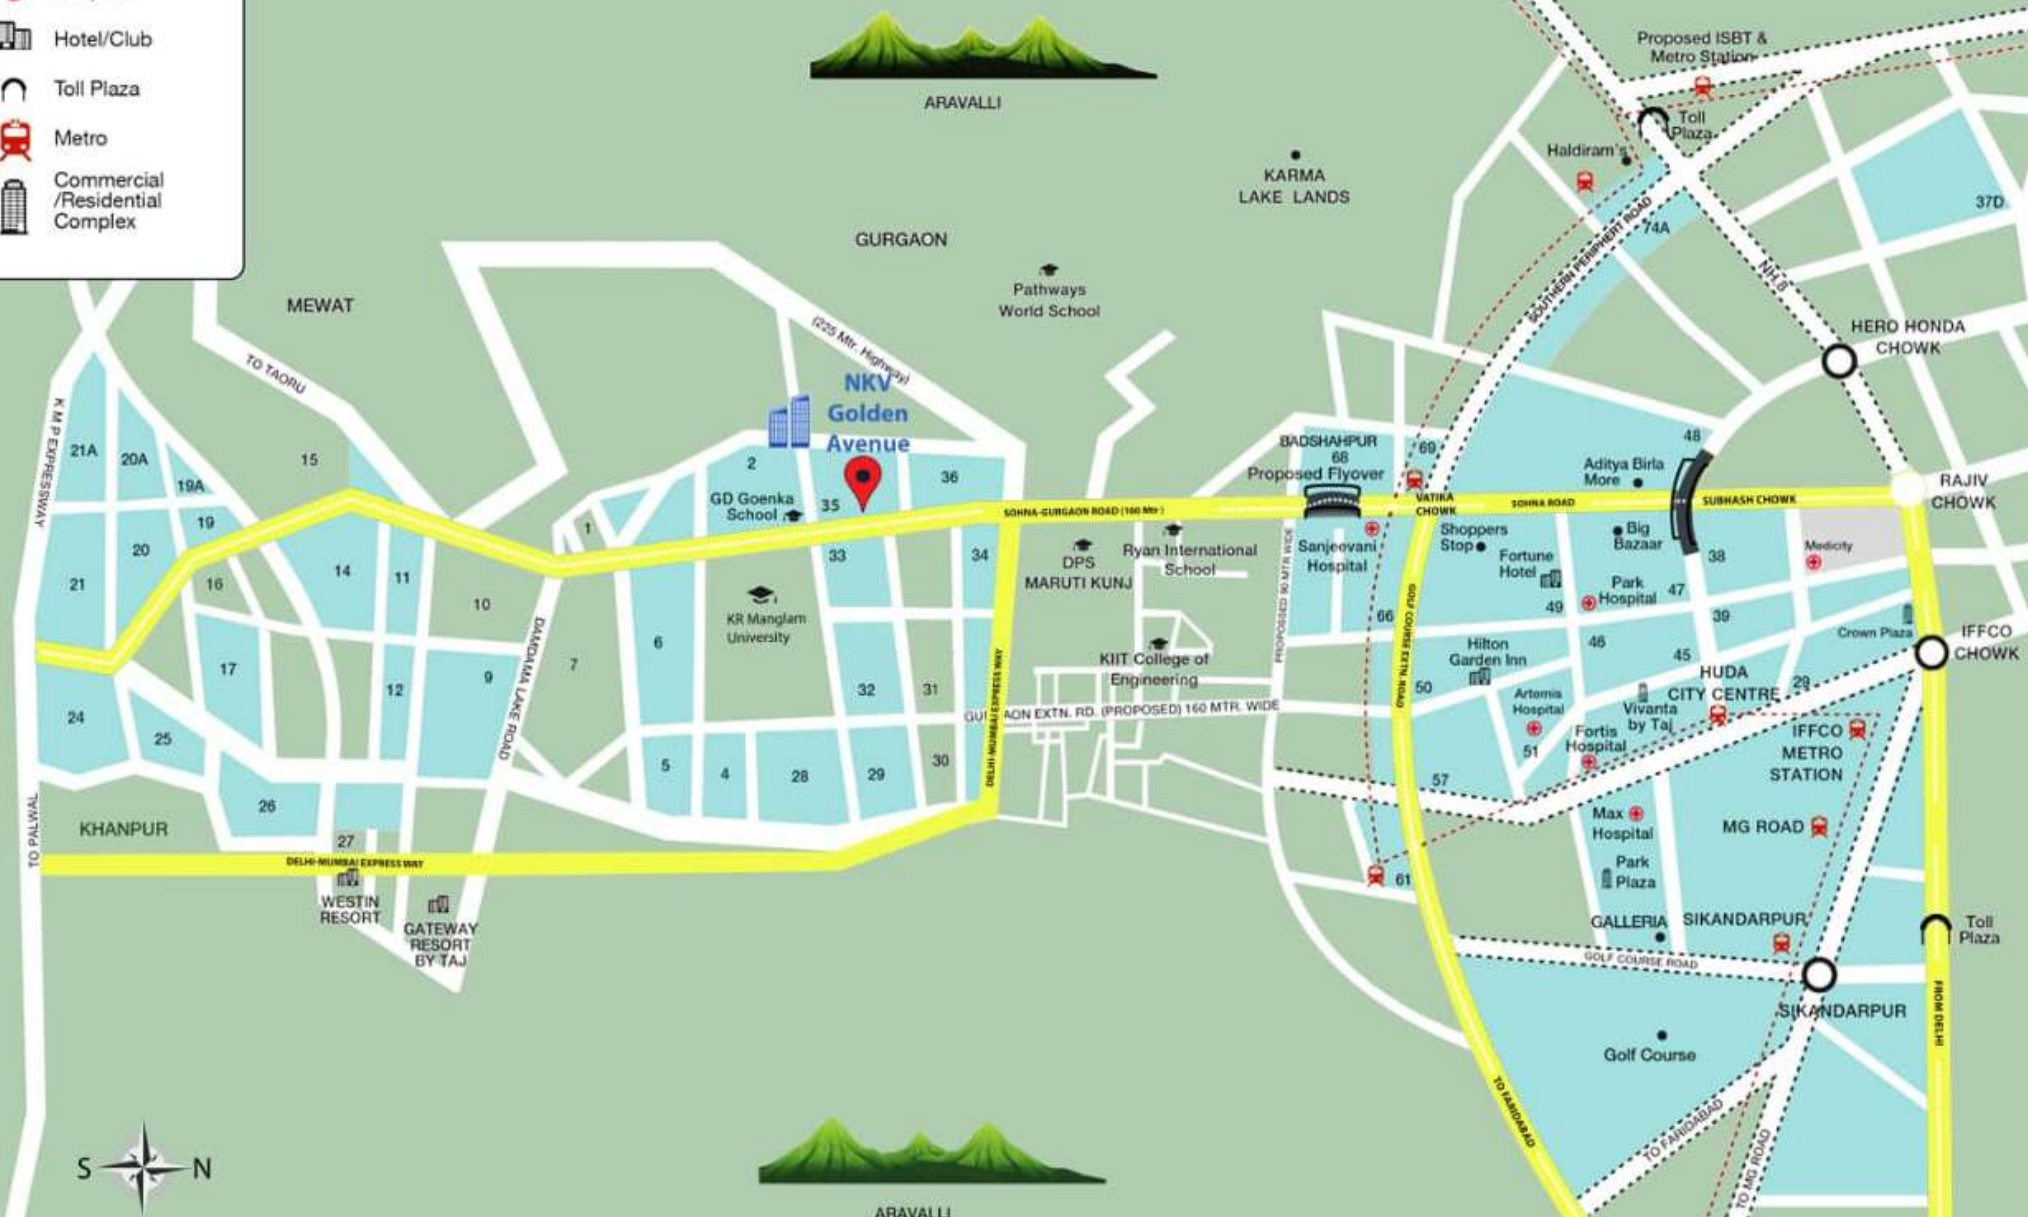 Hotel/Club
Toll Plaza
Metro
Commercial
/Residential
Complex
ARAVALLI
Proposed ISBT &
Metro Station
Toll
Plaza
Haldiram's
KARMA
LAKE LANDS
37D
74A
SOUTHERN PERIPHERT ROAD
NH 8
GURGAON
Pathways
World School
MEWAT
TO TAORU
(225 Mtr. Highway)
HERO HONDA
CHOWK
NKV
Golden
Avenue
K M P EXPRESSWAY
21A
20A
19A
15
19
20
21
16
14
11
10
1
2
GD Goenka
School
35
36
33
34
SOHNA-GURGAON ROAD (160 Mtr)
BADSHAHPUR
68
Proposed Flyover
69
VATIKA
CHOWK
SOHNA ROAD
SUBHASH CHOWK
48
Aditya Birla
More
RAJIV
CHOWK
DPS
MARUTI KUNJ
Ryan International
School
Sanjeovani
Hospital
Shoppers
Stop
Big
Bazaar
Fortune
Hotel
38
Medicity
Park
Hospital
47
49
39
66
46
45
Crown Plaza
IFFCO
CHOWK
KR Manglam
University
DAMDAMA LAKE ROAD
PROPOSSED 90 MTR WIDE
GOLF COURSE EXTN. ROAD
6
7
9
17
12
32
31
KIIT College of
Engineering
DELHI-MUMBAI EXPRESS WAY
Hilton
Garden Inn
50
HUDA
CITY CENTRE
29
Artemis
Hospital
Vivanta
by Taj
Fortis
Hospital
51
IFFCO
METRO
STATION
24
25
5
4
28
29
30
57
26
KHANPUR
27
TO PALWAL
DELHI-MUMBAI EXPRESS WAY
WESTIN
RESORT
GATEWAY
RESORT
BY TAJ
Max
Hospital
MG ROAD
Park
Plaza
61
GALLERIA
SIKANDARPUR
Toll
Plaza
GOLF COURSE ROAD
SIKANDARPUR
FROM DELHI
Golf Course
TO FARIDABAD
TO FARIDABAD
TO MG ROAD
S
N
ARAVALLI